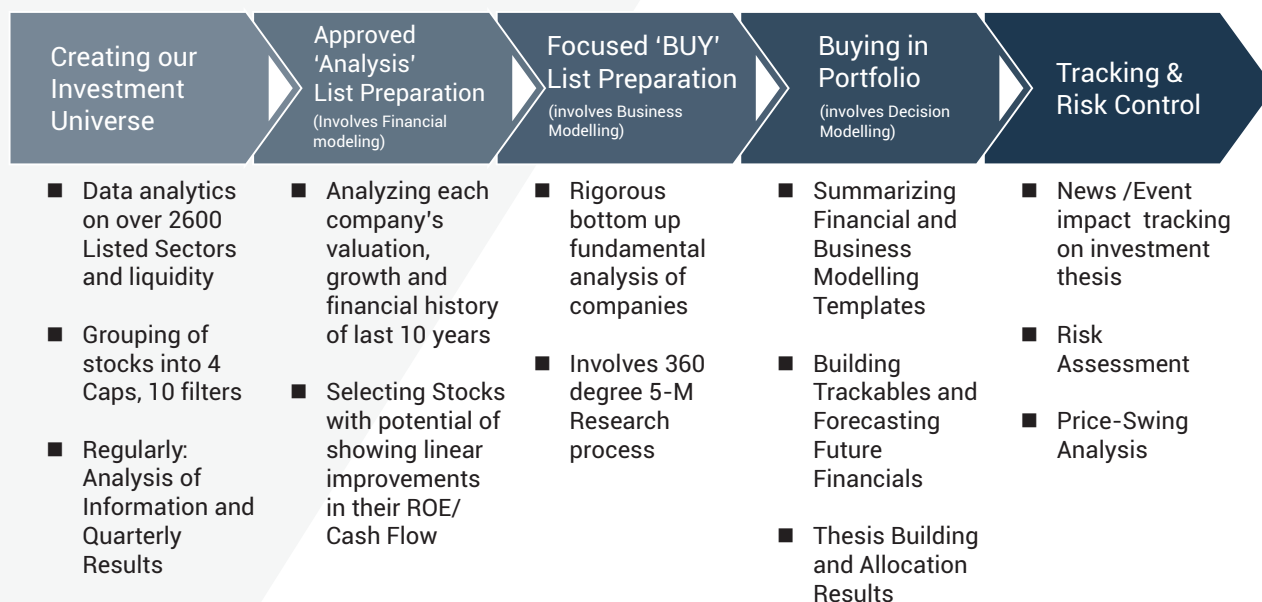 Creating our
Investment
Universe
Approved
‘Analysis’
List Preparation
(Involves Financial
modeling)
Focused ‘BUY’
List Preparation
(involves Business
Modelling)
Buying in
Portfolio
(involves Decision
Modelling)
Tracking &
Risk Control
■ Data analytics
on over 2600
Listed Sectors
and liquidity
■ Grouping of
stocks into 4
Caps, 10 filters
■ Regularly:
Analysis of
Information and
Quarterly
Results
■ Analyzing each
company's
valuation,
growth and
financial history
of last 10 years
■ Selecting Stocks
with potential of
showing linear
improvements
in their ROE/
Cash Flow
■ Rigorous
bottom up
fundamental
analysis of
companies
■ Involves 360
degree 5-M
Research
process
■ Summarizing
Financial and
Business
Modelling
Templates
■ Building
Trackables and
Forecasting
Future
Financials
■ Thesis Building
and Allocation
Results
■ News /Event
impact tracking
on investment
thesis
■ Risk
Assessment
■ Price-Swing
Analysis